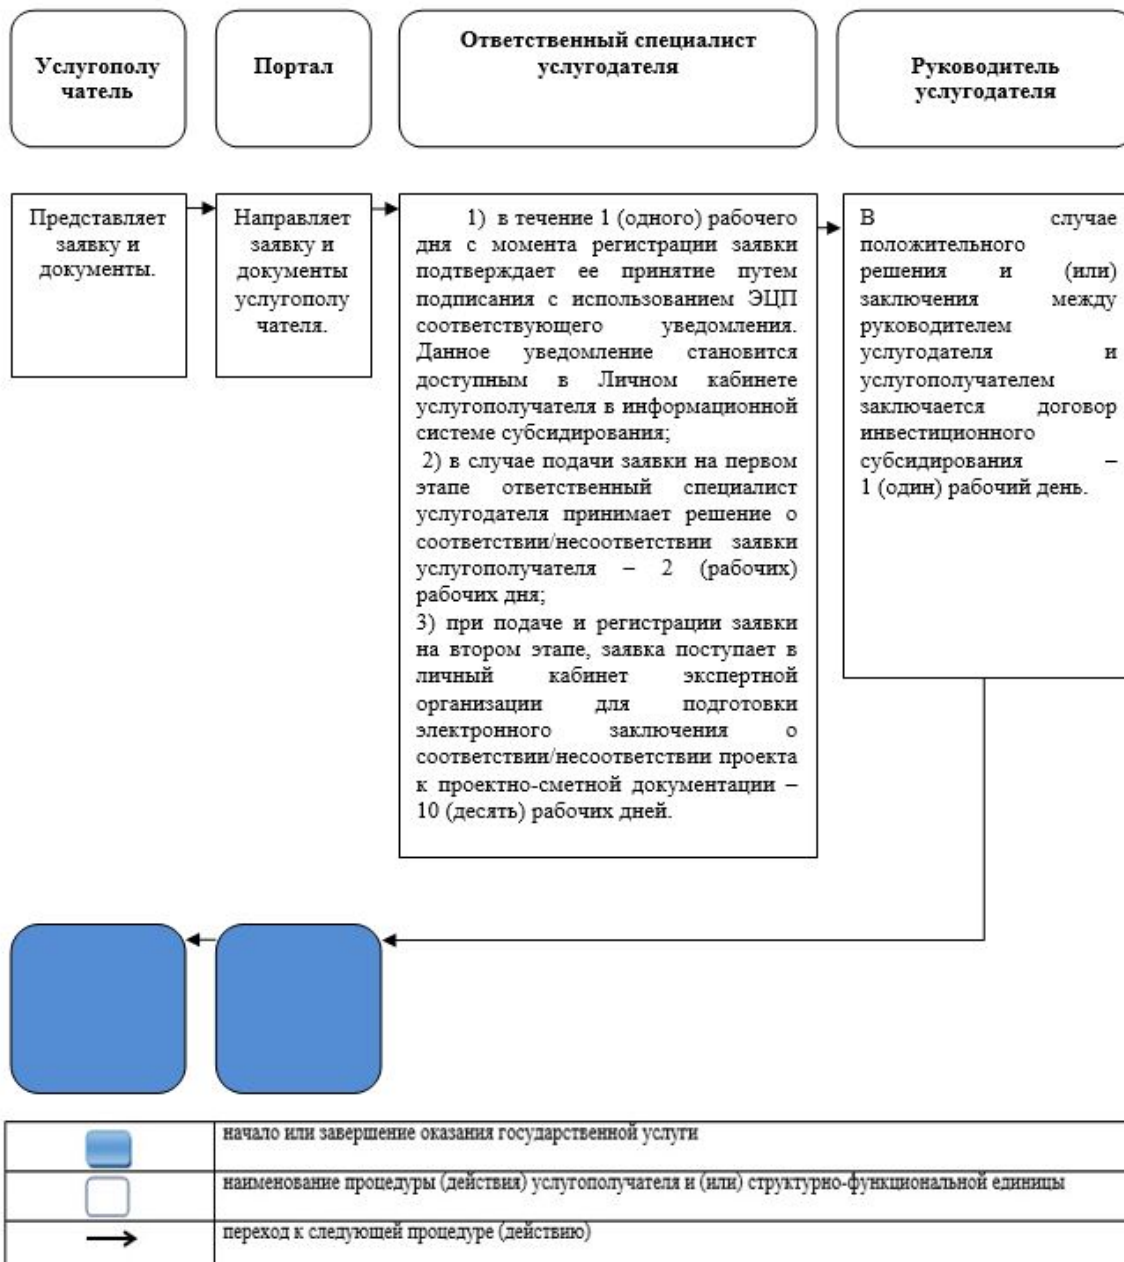 Услугополу
чатель
Портал
Ответственный специалист
услугодателя
Руководитель
услугодателя
Представляет
заявку и
документы.
Направляет
заявку и
документы
услугополу
чателя.
1) в течение 1 (одного) рабочего
дня с момента регистрации заявки
подтверждает ее принятие путем
подписания с использованием ЭЦП
соответствующего уведомления.
Данное уведомление становится
доступным в Личном кабинете
услугополучателя в информационной
системе субсидирования;
2) в случае подачи заявки на первом
этапе ответственный специалист
услугодателя принимает решение о
соответствии/несоответствии заявки
услугополучателя – 2 (рабочих)
рабочих дня;
3) при подаче и регистрации заявки
на втором этапе, заявка поступает в
личный кабинет экспертной
организации для подготовки
электронного заключения о
соответствии/несоответствии проекта
к проектно-сметной документации –
10 (десять) рабочих дней.
В случае
положительного
решения и (или)
заключения между
руководителем
услугодателя и
услугополучателем
заключается договор
инвестиционного
субсидирования –
1 (один) рабочий день.
начало или завершение оказания государственной услуги
наименование процедуры (действия) услугополучателя и (или) структурно-функциональной единицы
переход к следующей процедуре (действию)